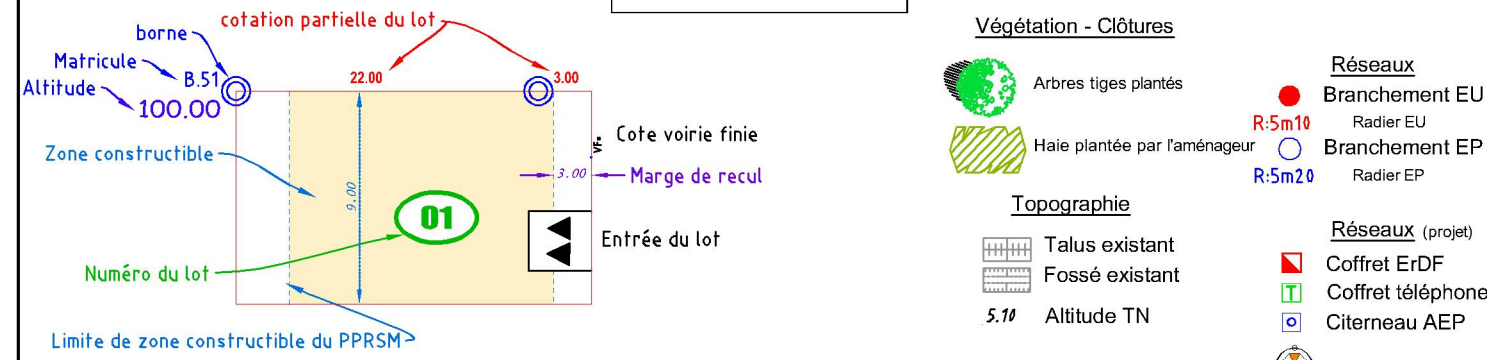 cotation partielle du lot
borne
Matricule
B.51
Altitude
100.00
22.00
3.00
Cote voirie finie
VF=
Zone constructible
9.00
3.00
Marge de recul
01
Entrée du lot
Numéro du lot
Limite de zone constructible du PPRSM
Végétation - Clôtures
Arbres tiges plantés
Haie plantée par l'aménageur
Topographie
Talus existant
Fossé existant
5.10 Altitude TN
Réseaux
Branchement EU
R:5m10 Radier EU
Branchement EP
R:5m20 Radier EP
Réseaux (projet)
Coffret ErDF
T Coffret téléphone
Citerneau AEP